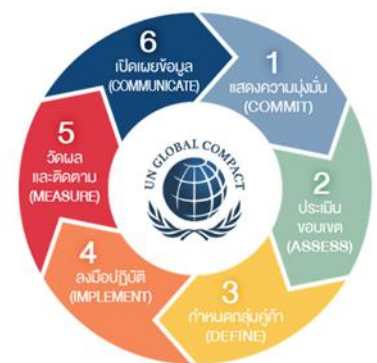 1
แสดงความมุ่งมั่น
(COMMIT)
2
ประเมิน
ขอบเขต
(ASSESS)
3
กำหนดกลุ่มคู่ค้า
(DEFINE)
4
ลงมือปฏิบัติ
(IMPLEMENT)
5
วัดผล
และติดตาม
(MEASURE)
6
เปิดเผยข้อมูล
(COMMUNICATE)
UN GLOBAL COMPACT